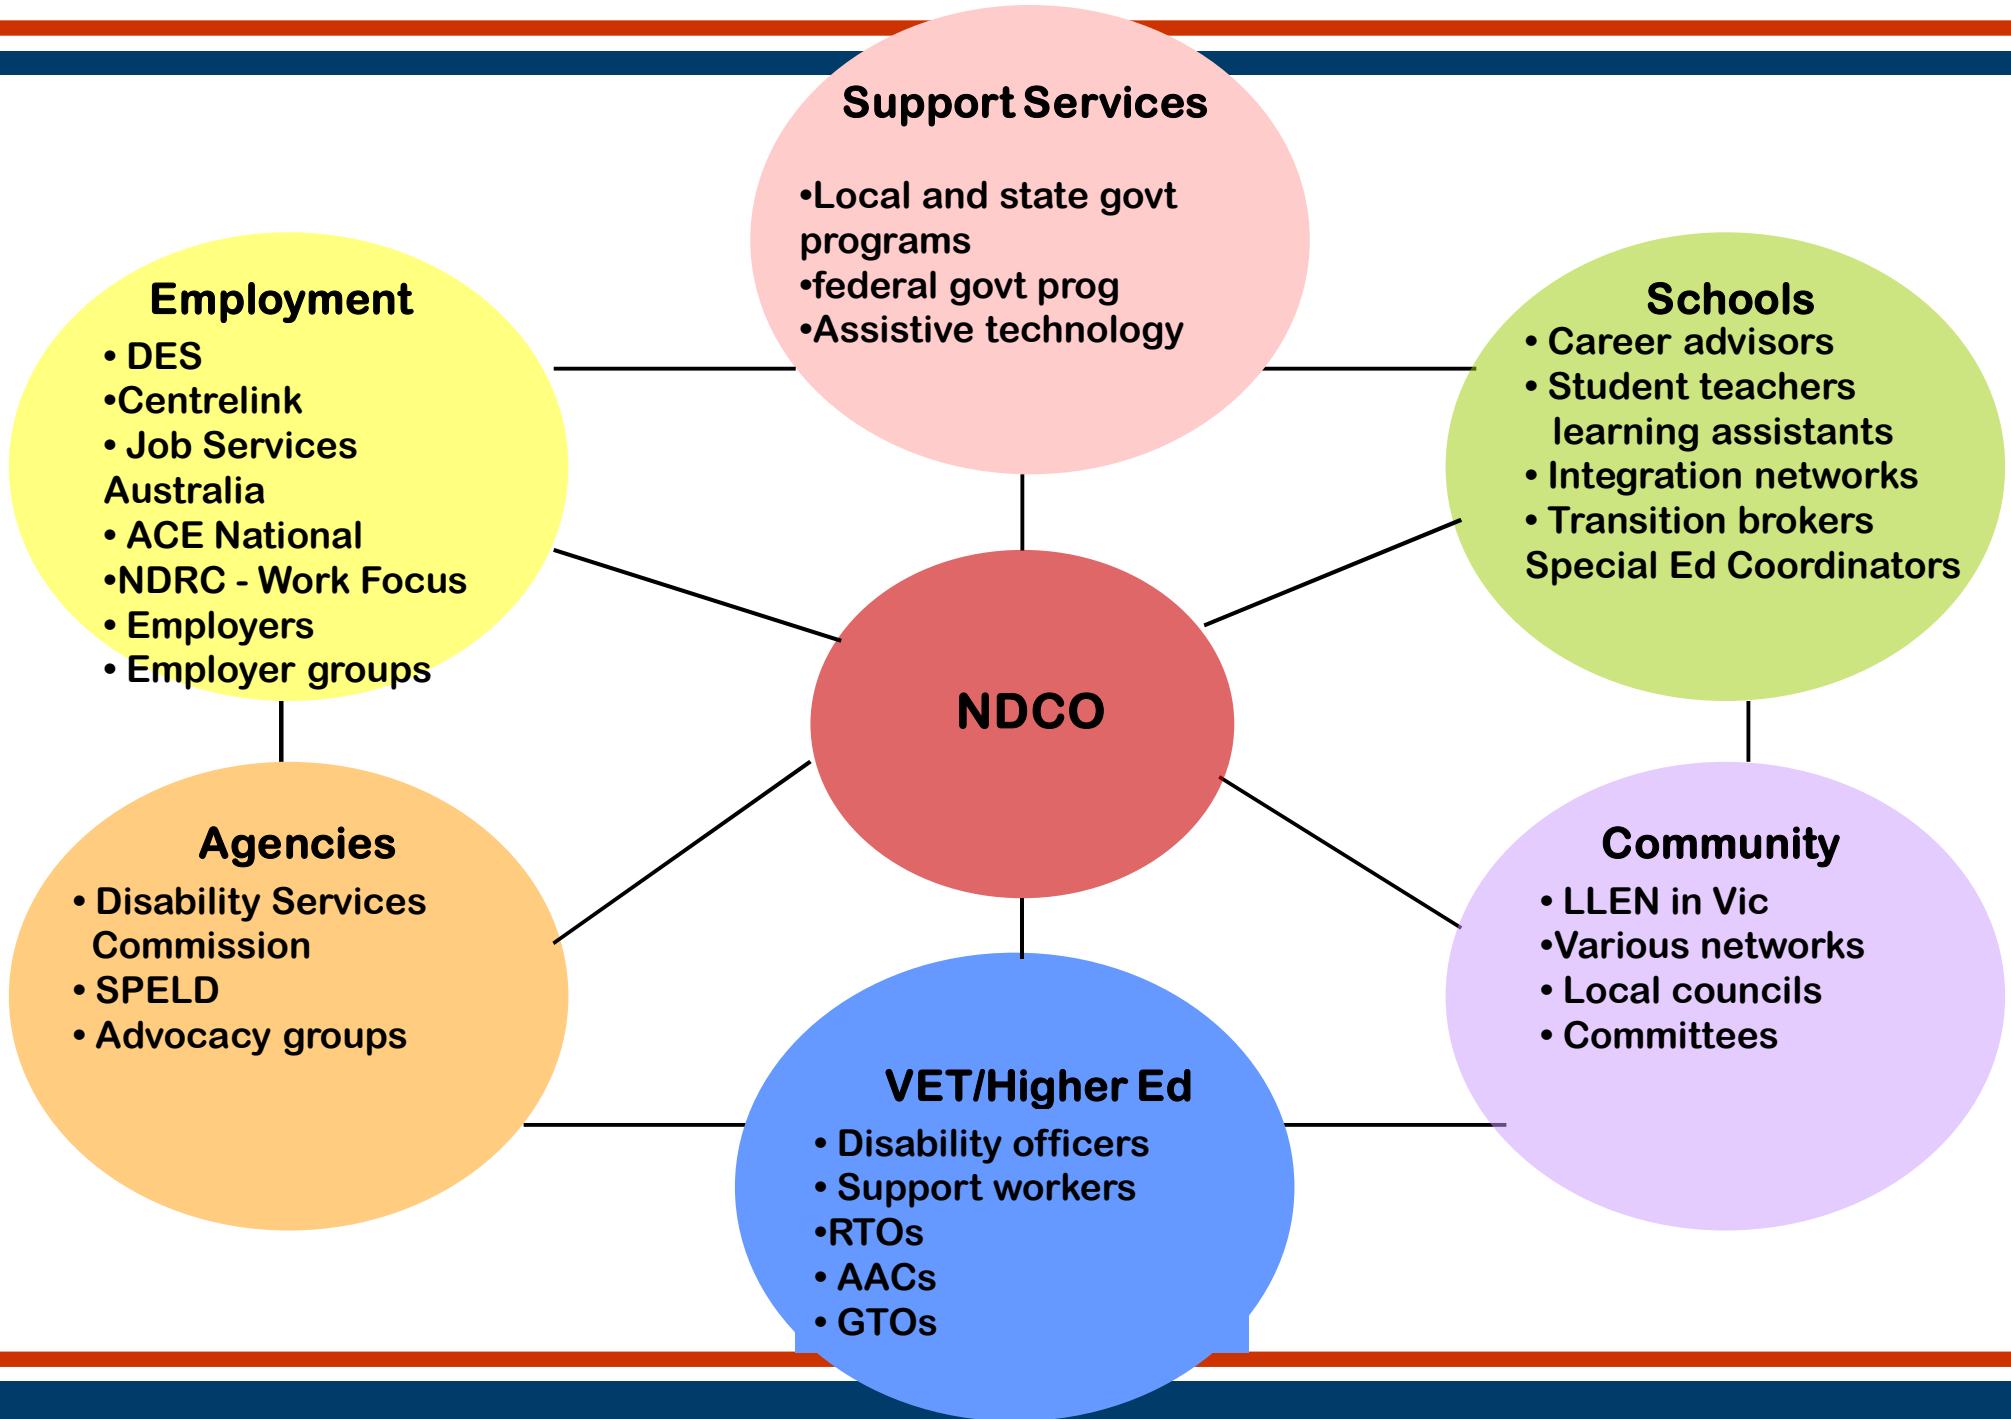 Support Services
•Local and state govt
programs
•federal govt prog
•Assistive technology
Employment
• DES
•Centrelink
• Job Services
Australia
• ACE National
•NDRC - Work Focus
• Employers
• Employer groups
Schools
• Career advisors
• Student teachers
learning assistants
• Integration networks
• Transition brokers
Special Ed Coordinators
NDCO
Agencies
• Disability Services
Commission
• SPELD
• Advocacy groups
Community
• LLEN in Vic
•Various networks
• Local councils
• Committees
VET/Higher Ed
• Disability officers
• Support workers
•RTOs
• AACs
• GTOs